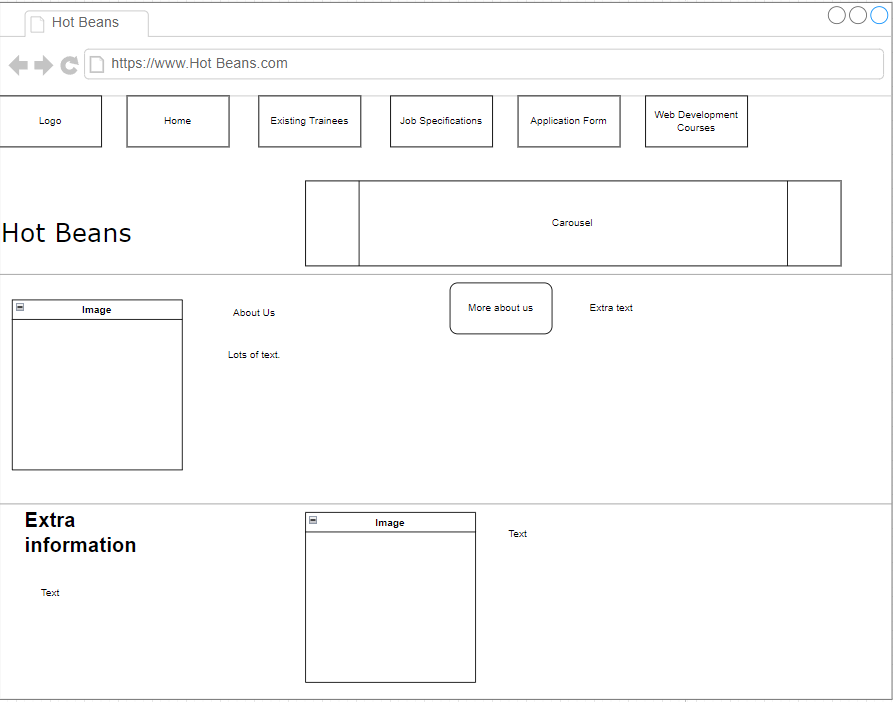 Hot Beans
https://www.Hot Beans.com
Logo
Home
Existing Trainees
Job Specifications
Application Form
Web Development
Courses
Hot Beans
Carousel
Image
About Us
Lots of text.
More about us
Extra text
Extra
information
Text
Image
Text